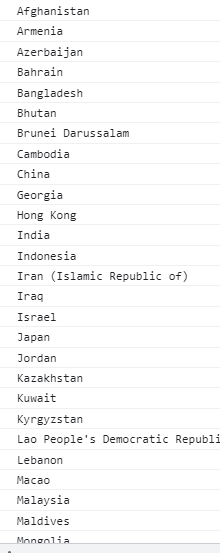 Afghanistan
Armenia
Azerbaijan
Bahrain
Bangladesh
Bhutan
Brunei Darussalam
Cambodia
China
Georgia
Hong Kong
India
Indonesia
Iran (Islamic Republic of)
Iraq
Israel
Japan
Jordan
Kazakhstan
Kuwait
Kyrgyzstan
Lao People's Democratic Republi
Lebanon
Macao
Malaysia
Maldives
Mongolia